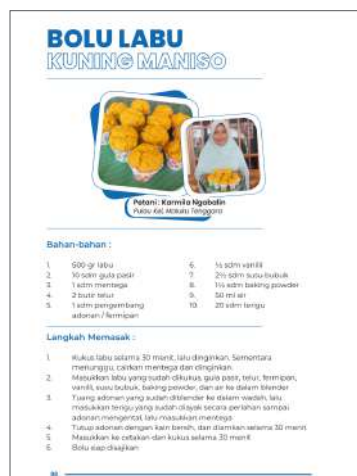 BOLU LABU
KUNING MANISO
Petani : Karmila Ngabalin
Pulau Kei, Maluku Tenggara
Bahan-bahan :
1. 500 gr labu
2. 10 sdm gula pasir
3. 1 sdm mentega
4. 2 butir telur
5. 1 sdm pengembang
adonan / fermipan
6. ½ sdm vanilli
7. 2½ sdm susu bubuk
8. 1½ sdm baking powder
9. 50 ml air
10. 20 sdm terigu
Langkah Memasak :
1. Kukus labu selama 30 menit, lalu dinginkan. Sementara
menunggu, cairkan mentega dan dinginkan.
2. Masukkan labu yang sudah dikukus, gula pasir, telur, fermipan,
vanilli, susu bubuk, baking powder, dan air ke dalam blender
3. Tuang adonan yang sudah diblender ke dalam wadah, lalu
masukkan terigu yang sudah diayak secara perlahan sampai
adonan mengental, lalu masukkan mentega.
4. Tutup adonan dengan kain bersih, dan diamkan selama 30 menit
5. Masukkan ke cetakan dan kukus selama 30 menit
6. Bolu siap disajikan